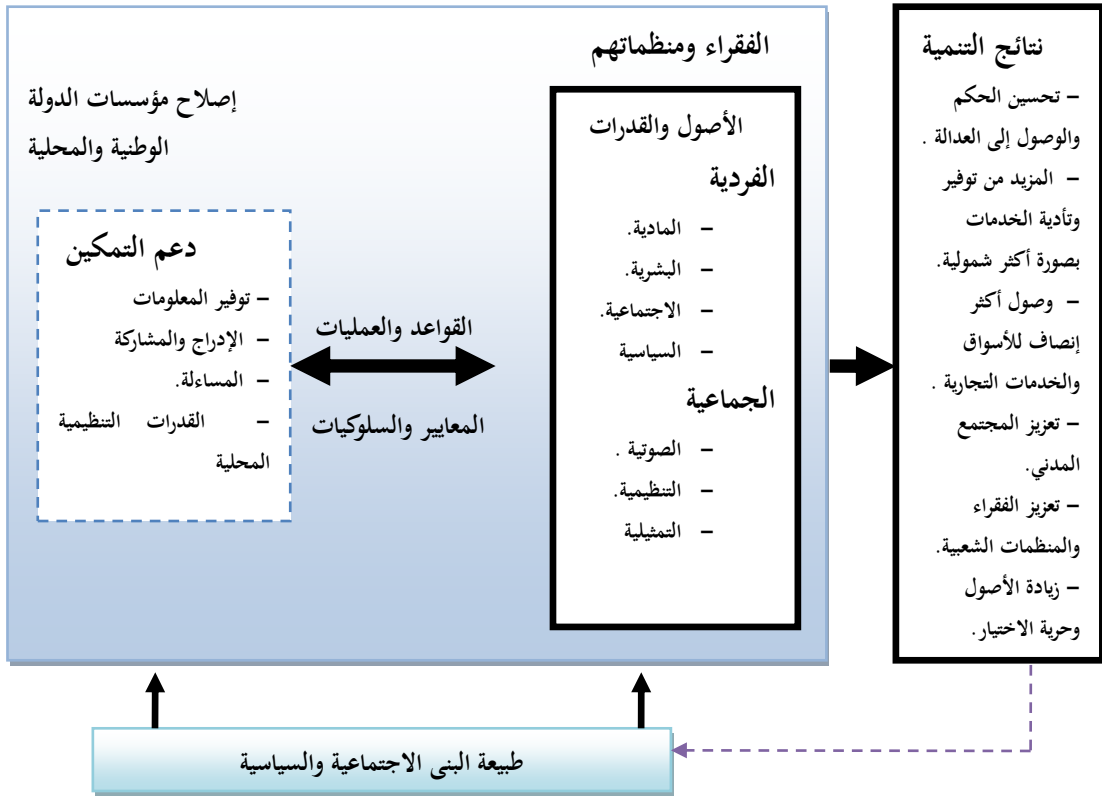 الفقراء ومنظماتهم
الأصول والقدرات
الفردية
– المادية.
– البشرية.
– الاجتماعية.
– السياسية
الجماعية
– الصوتية .
– التنظيمية.
– التمثيلية
إصلاح مؤسسات الدولة
الوطنية والمحلية
دعم التمكين
– توفير المعلومات
– الإدراج والمشاركة
– المساءلة.
– القدرات التنظيمية
المحلية
القواعد والعمليات
المعايير والسلوكيات
نتائج التنمية
– تحسين الحكم
والوصول إلى العدالة .
– المزيد من توفير
وتأدية الخدمات
بصورة أكثر شمولية.
– وصول أكثر
إنصاف للأسواق
والخدمات التجارية .
– تعزيز المجتمع
المدني.
– تعزيز الفقراء
والمنظمات الشعبية.
– زيادة الأصول
وحرية الاختيار.
طبيعة البنى الاجتماعية والسياسية